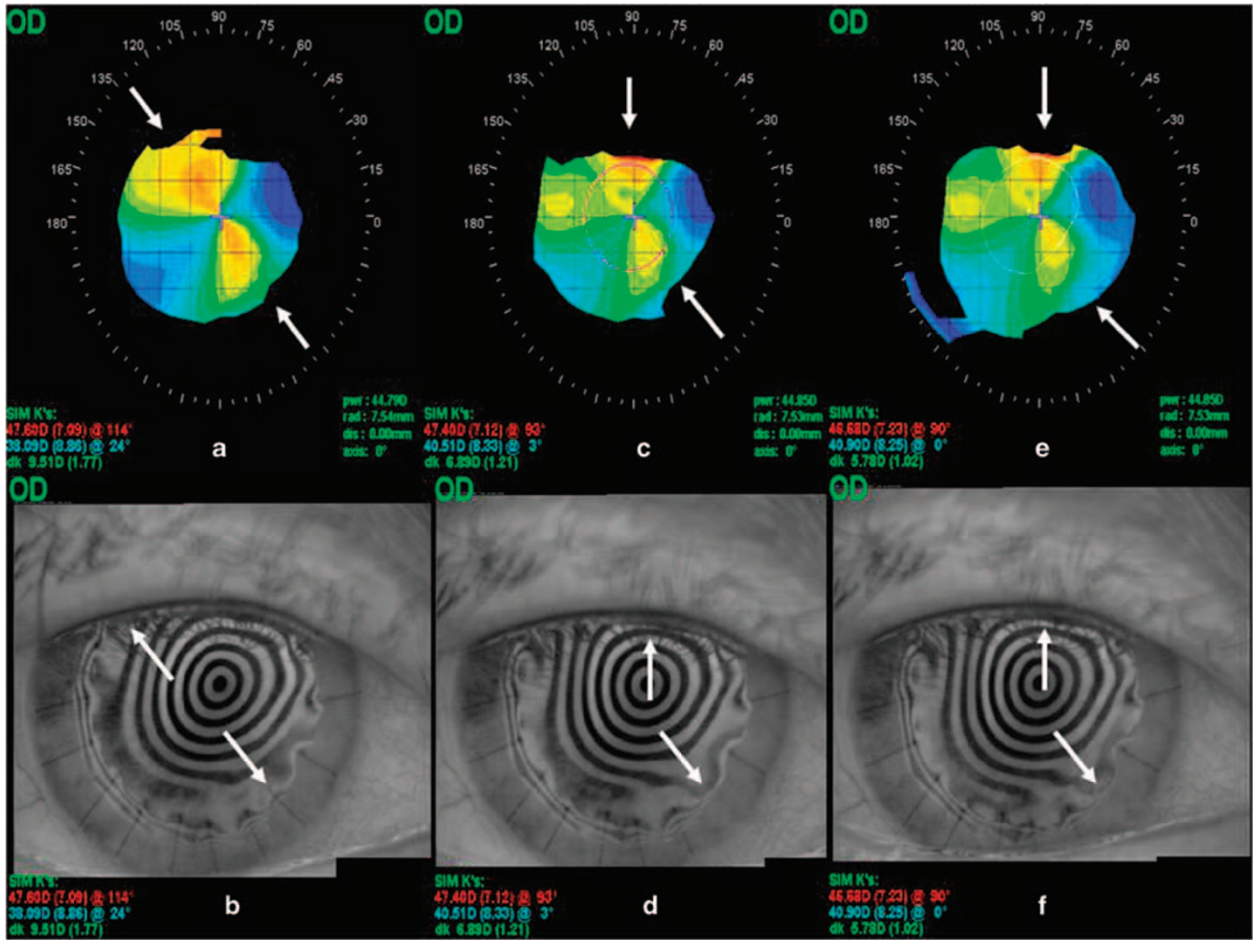 OD
90
105
75
120
60
135
45
150
30
165
15
180
0
SIM K's:
47.60D (7.09) @ 114°
38.09D (8.86) @ 24°
dk 9.51D (1.77)
pwr : 44.79D
rad : 7.54mm
dis : 0.00mm
axis: 0°
a
OD
90
105
75
120
60
135
45
150
30
165
15
180
0
SIM K's:
47.40D (7.12) @ 93°
40.51D (8.33) @ 3°
dk 6.89D (1.21)
pwr : 44.85D
rad : 7.53mm
dis : 0.00mm
axis: 0°
c
OD
90
105
75
120
60
135
45
150
30
165
15
180
0
SIM K's:
46.68D (7.23) @ 90°
40.90D (8.25) @ 0°
dk 5.78D (1.02)
pwr : 44.85D
rad : 7.53mm
dis : 0.00mm
axis: 0°
e
OD
SIM K's:
47.60D (7.09) @ 114°
38.09D (8.86) @ 24°
dk 9.51D (1.77)
b
OD
SIM K's:
47.40D (7.12) @ 93°
40.51D (8.33) @ 3°
dk 6.89D (1.21)
d
OD
SIM K's:
46.68D (7.23) @ 90°
40.90D (8.25) @ 0°
dk 5.78D (1.02)
f